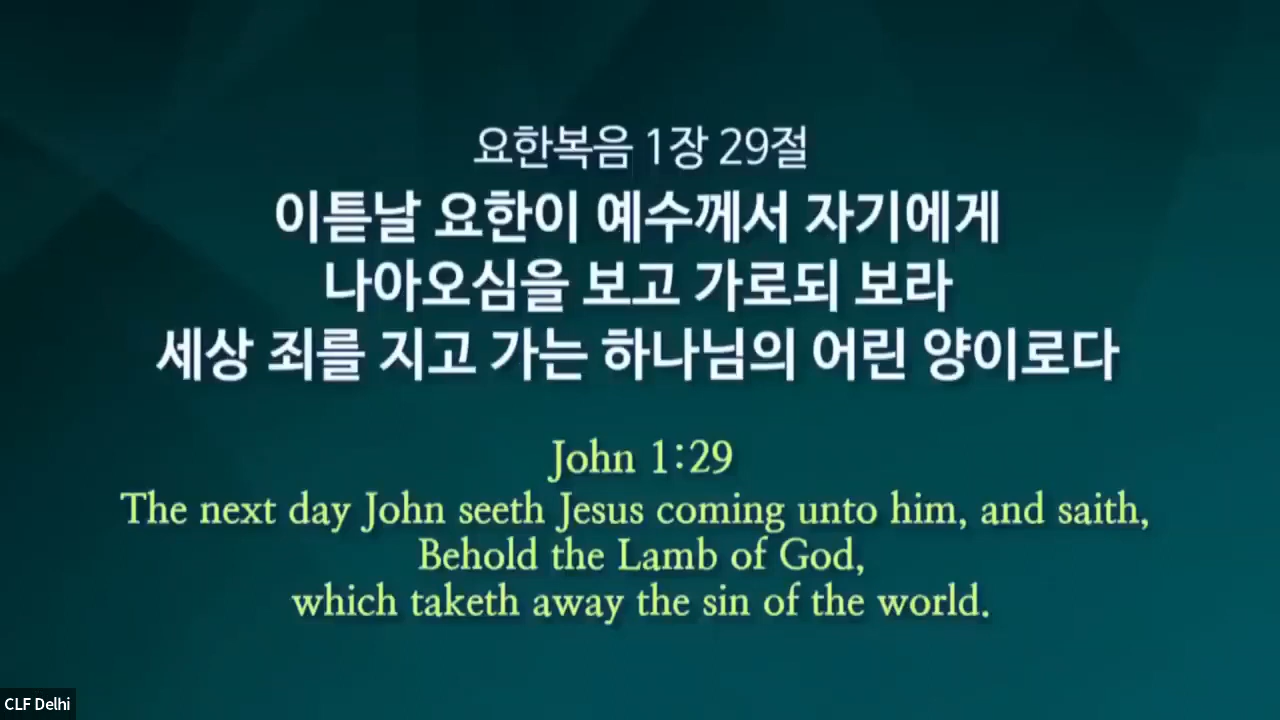 요한복음 1장 29절
이튿날 요한이 예수께서 자기에게
나아오심을 보고 가로되 보라
세상 죄를 지고 가는 하나님의 어린 양이로다
John 1:29
The next day John seeth Jesus coming unto him, and saith,
Behold the Lamb of God,
which taketh away the sin of the world.
CLF Delhi